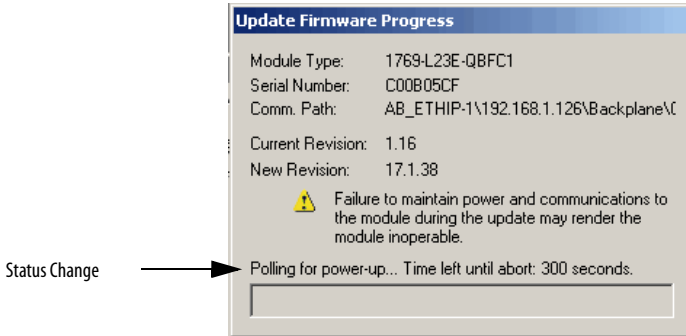 Update Firmware Progress
Module Type: 1769-L23E-QBFC1
Serial Number: C00B05CF
Comm. Path: AB_ETHIP-1\192.168.1.126\Backplane\0
Current Revision: 1.16
New Revision: 17.1.38
Failure to maintain power and communications to
the module during the update may render the
module inoperable.
Status Change
Polling for power-up... Time left until abort: 300 seconds.